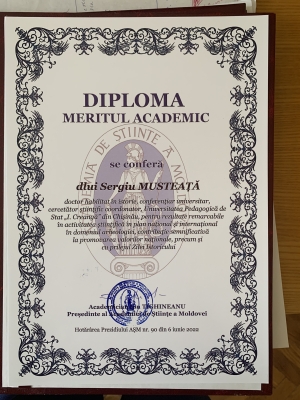 DIPLOMA
MERITUL ACADEMIC
se conferă
dlui Sergiu MUSTEAȚĂ
doctor habilitat în istorie, conferențiar universitar,
cercetător științific coordonator, Universitatea Pedagogică de
Stat „I. Creangă” din Chișinău, pentru rezultate remarcabile
în activitatea științifică în plan național și internațional
în domeniul arheologiei, contribuție semnificativă
la promovarea valorilor naționale, precum și
cu prilejul Zilei Istoricului
Academician Ion TIGHINEANU
Președinte al Academiei de Științe a Moldovei
Hotărârea Prezidiului AȘM nr. 90 din 6 iunie 2022